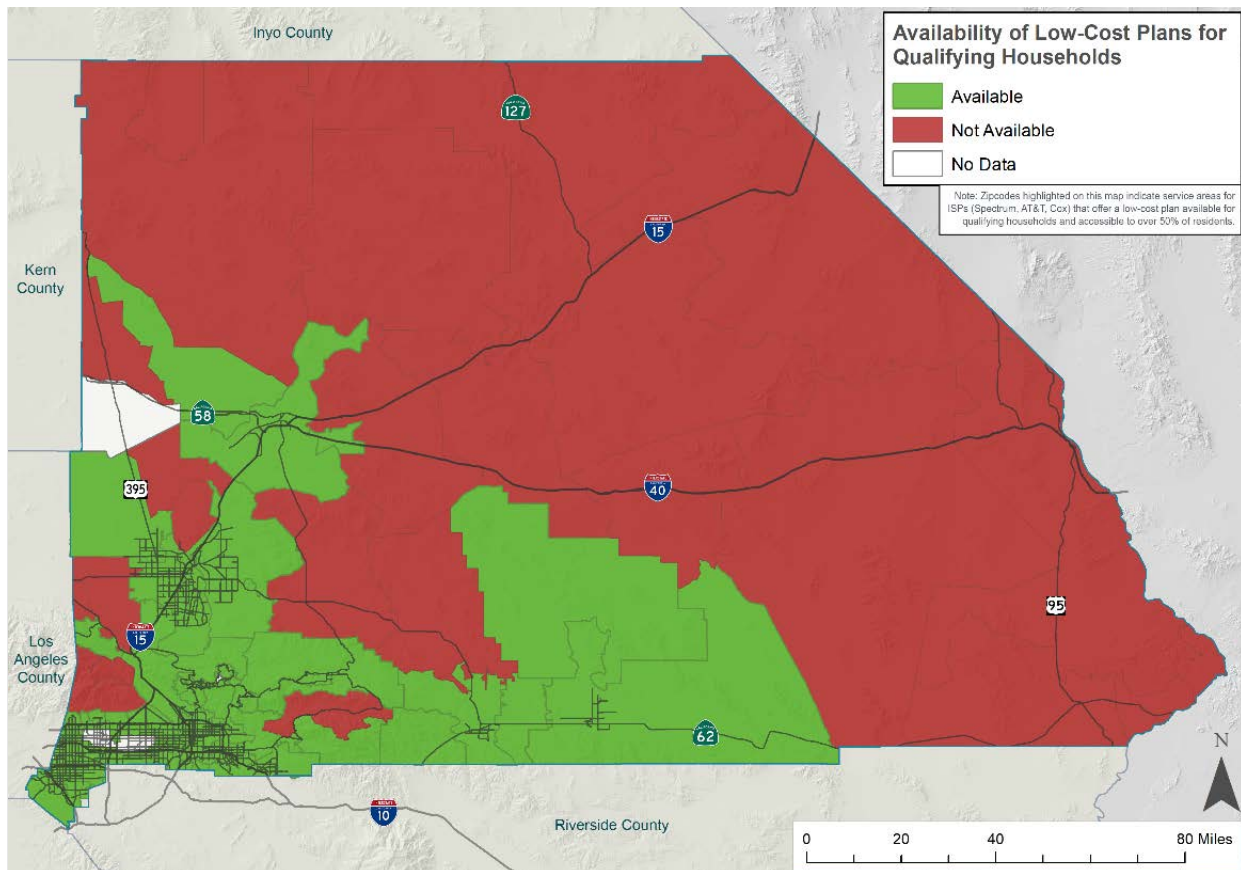 Inyo County
Availability of Low-Cost Plans for
Qualifying Households
Available
Not Available
No Data
Note: Zipcodes highlighted on this map indicate service areas for
ISPs (Spectrum, AT&T, Cox) that offer a low-cost plan available for
qualifying households and accessible to over 50% of residents.
127
15
Kern
County
58
395
40
95
15
Los
Angeles
County
62
N
10
Riverside County
0 20 40 80 Miles